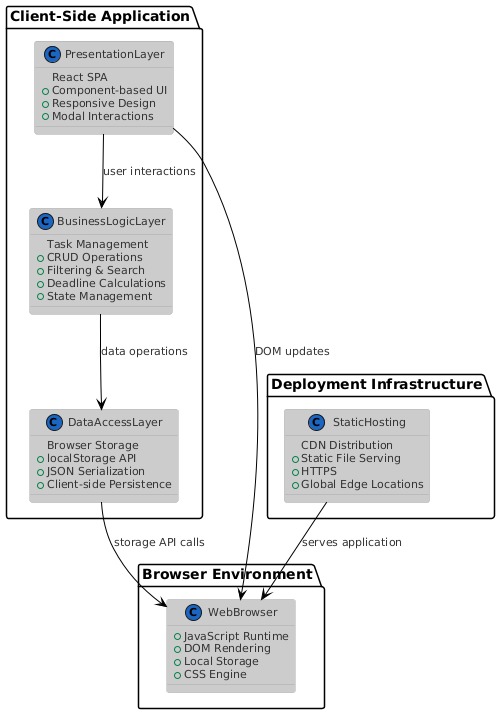 Client-Side Application
C PresentationLayer
React SPA
Component-based UI
Responsive Design
Modal Interactions
user interactions
C BusinessLogicLayer
Task Management
CRUD Operations
Filtering & Search
Deadline Calculations
State Management
data operations
DOM updates
Deployment Infrastructure
C DataAccessLayer
Browser Storage
localStorage API
JSON Serialization
Client-side Persistence
C StaticHosting
CDN Distribution
Static File Serving
HTTPS
Global Edge Locations
storage API calls
serves application
Browser Environment
C WebBrowser
JavaScript Runtime
DOM Rendering
Local Storage
CSS Engine